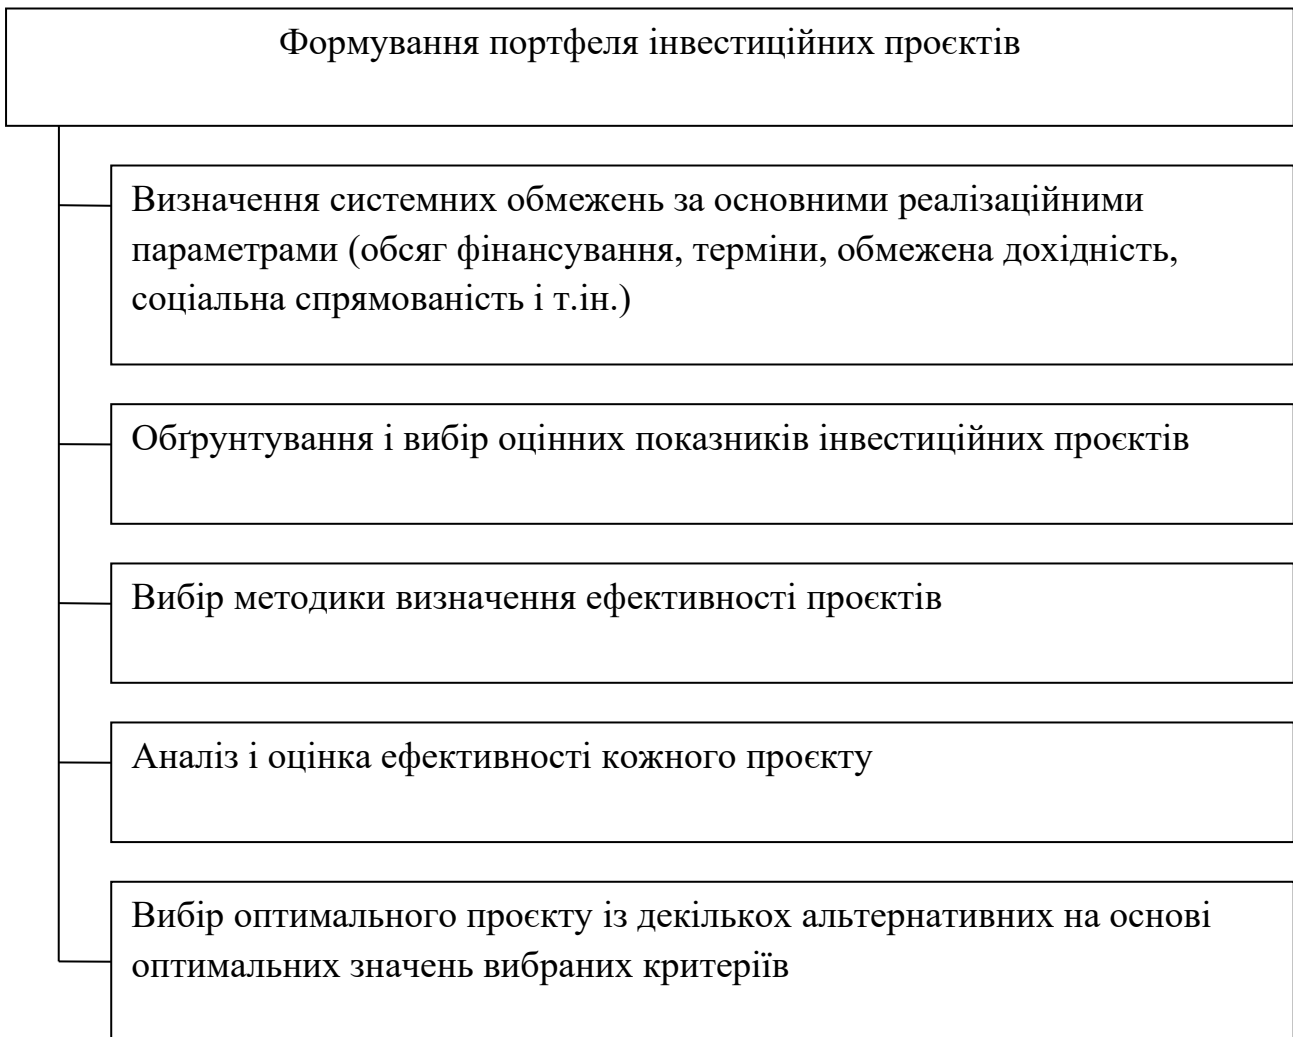 Формування портфеля інвестиційних проєктів
Визначення системних обмежень за основними реалізаційними
параметрами (обсяг фінансування, терміни, обмежена дохідність,
соціальна спрямованість і т.ін.)
Обґрунтування і вибір оцінних показників інвестиційних проєктів
Вибір методики визначення ефективності проєктів
Аналіз і оцінка ефективності кожного проєкту
Вибір оптимального проєкту із декількох альтернативних на основі
оптимальних значень вибраних критеріїв